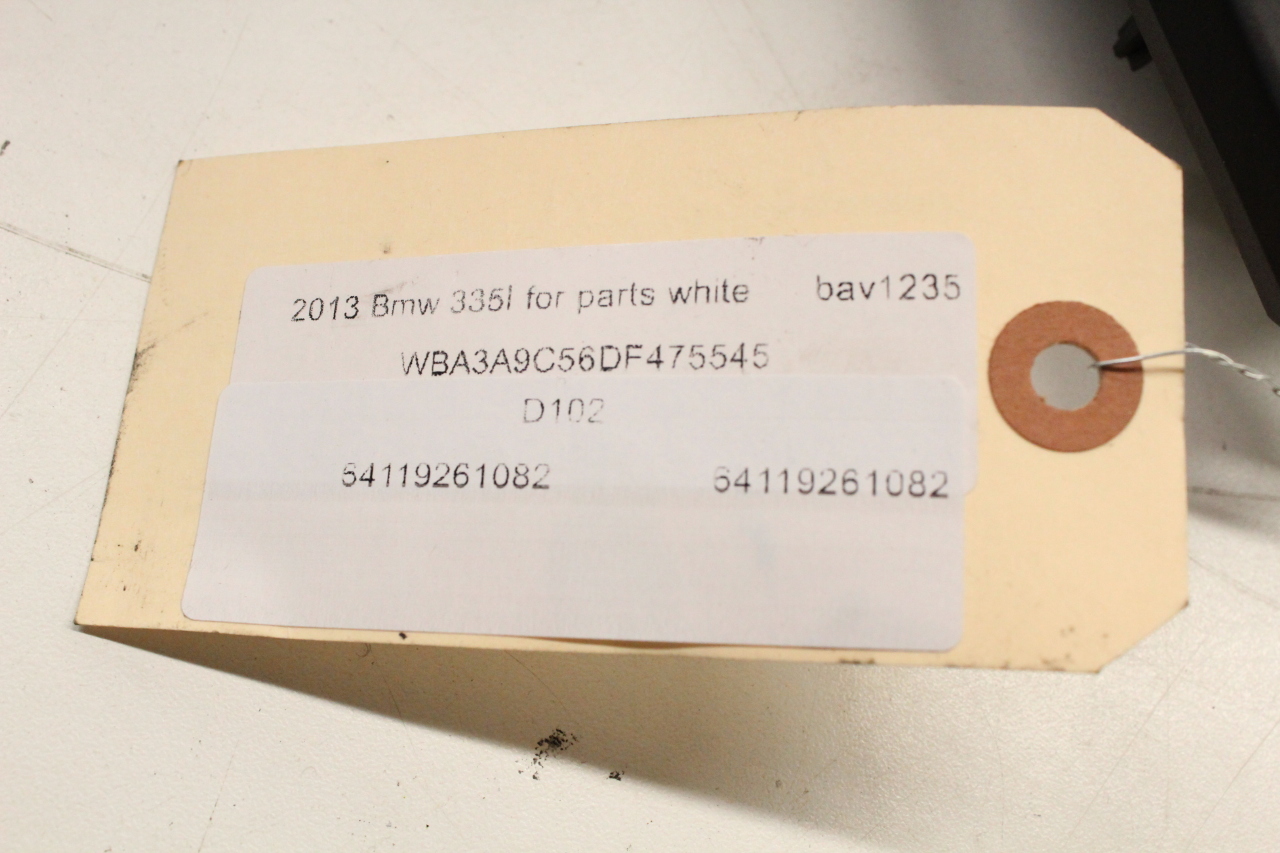 2013 Bmw 335I for parts white bav1235
WBA3A9C56DF475545
D102
64119261082 64119261082